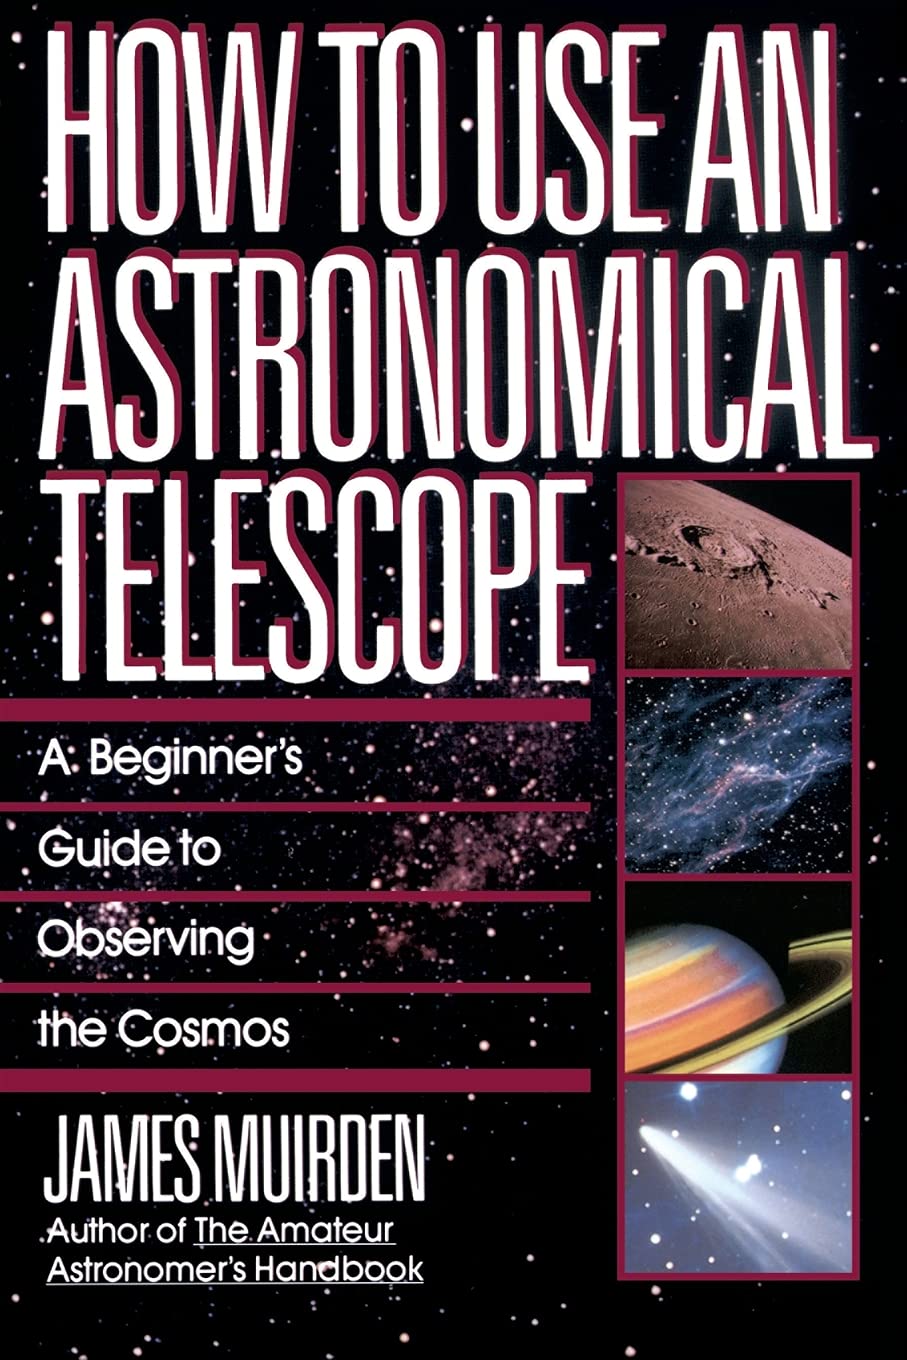 HOW TO USE AN
ASTRONOMICAL
TELESCOPE
A Beginner's
Guide to
Observing
the Cosmos
JAMES MUIRDEN
Author of The Amateur
Astronomer's Handbook